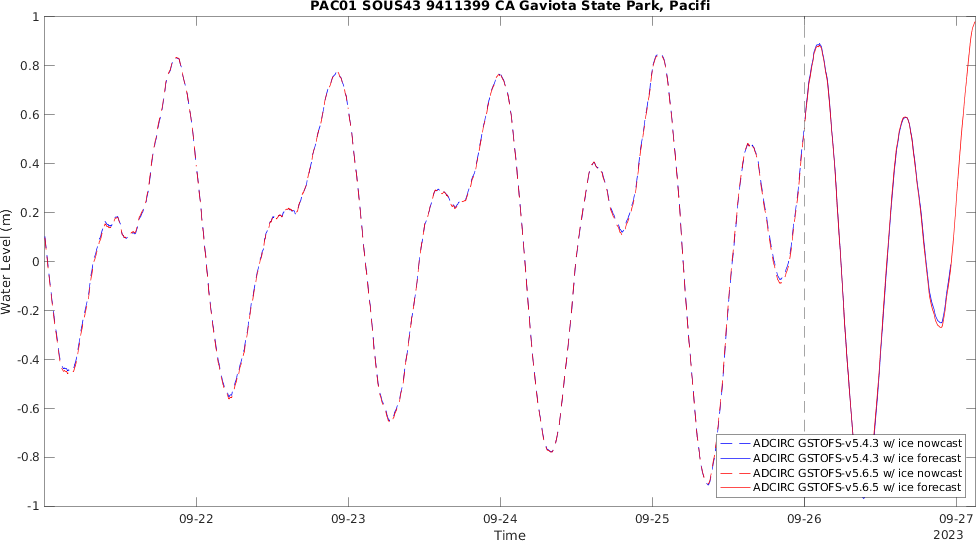 PAC01 SOUS43 9411399 CA Gaviota State Park, Pacifi
1
0.8
0.6
0.4
0.2
0
-0.2
-0.4
-0.6
-0.8
-1
Water Level (m)
ADCIRC GSTOFS-v5.4.3 w/ ice nowcast
ADCIRC GSTOFS-v5.4.3 w/ ice forecast
ADCIRC GSTOFS-v5.6.5 w/ ice nowcast
ADCIRC GSTOFS-v5.6.5 w/ ice forecast
09-22 09-23 09-24 09-25 09-26 09-27
Time 2023